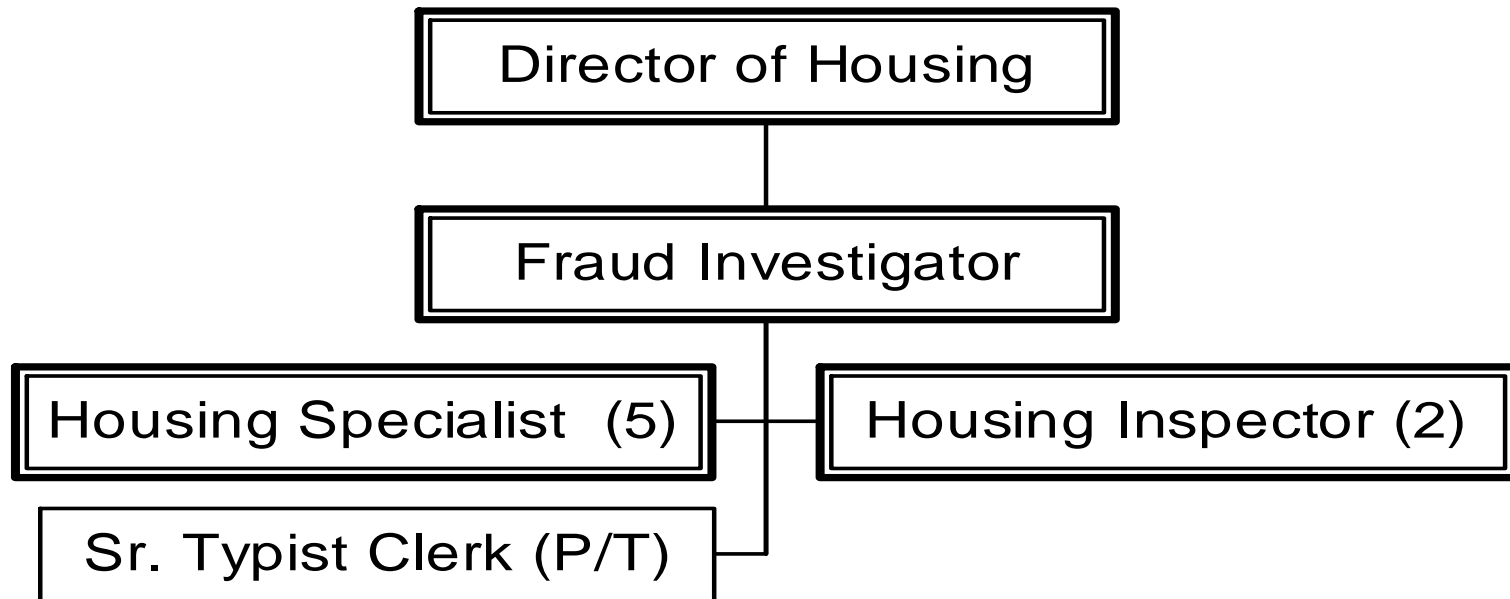 Director of Housing
Fraud Investigator
Housing Specialist (5)
Housing Inspector (2)
Sr. Typist Clerk (P/T)